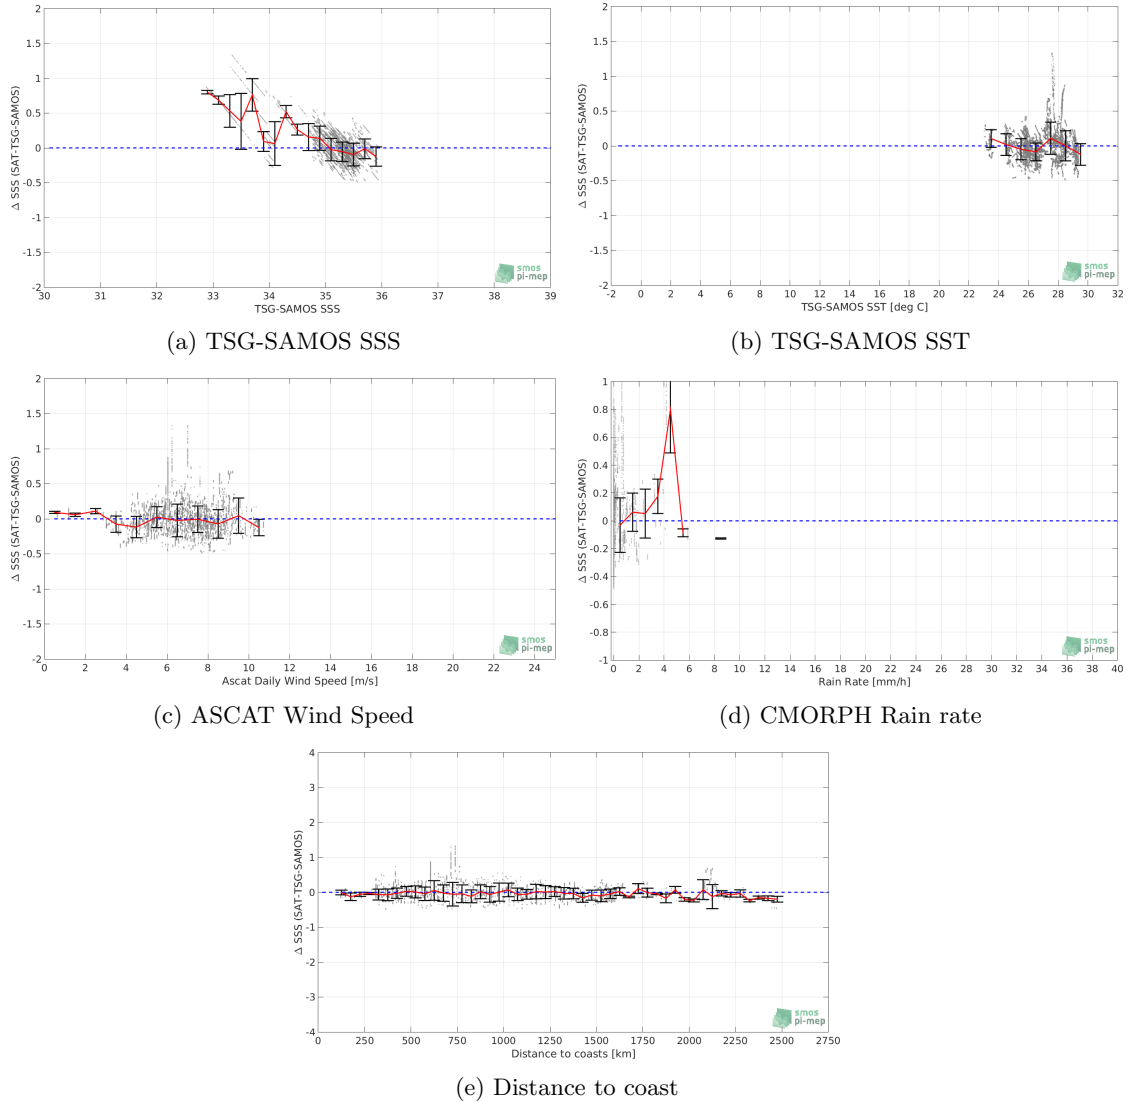 2
1.5
1
0.5
0
-0.5
-1
-1.5
-2
Δ SSS (SAT-TSG-SAMOS)
30 31 32 33 34 35 36 37 38 39
TSG-SAMOS SSS
smos
pi-mep
(a) TSG-SAMOS SSS
2
1.5
1
0.5
0
-0.5
-1
-1.5
-2
Δ SSS (SAT-TSG-SAMOS)
-2 0 2 4 6 8 10 12 14 16 18 20 22 24 26 28 30 32
TSG-SAMOS SST [deg C]
smos
pi-mep
(b) TSG-SAMOS SST
2
1.5
1
0.5
0
-0.5
-1
-1.5
-2
Δ SSS (SAT-TSG-SAMOS)
0 2 4 6 8 10 12 14 16 18 20 22 24
Ascat Daily Wind Speed [m/s]
smos
pi-mep
(c) ASCAT Wind Speed
1
0.8
0.6
0.4
0.2
0
-0.2
-0.4
-0.6
-0.8
-1
Δ SSS (SAT-TSG-SAMOS)
0 2 4 6 8 10 12 14 16 18 20 22 24 26 28 30 32 34 36 38 40
Rain Rate [mm/h]
smos
pi-mep
(d) CMORPH Rain rate
4
3
2
1
0
-1
-2
-3
-4
Δ SSS (SAT-TSG-SAMOS)
0 250 500 750 1000 1250 1500 1750 2000 2250 2500 2750
Distance to coasts [km]
smos
pi-mep
(e) Distance to coast